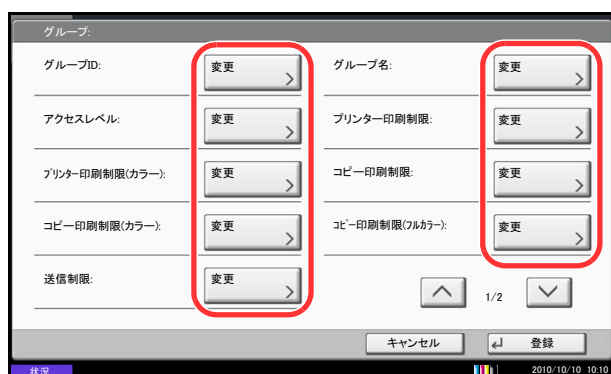 グループ:
グループID: 変更 グループ名: 変更
アクセスレベル: 変更 プリンター印刷制限: 変更
プリンター印刷制限(カラー): 変更 コピー印刷制限: 変更
コピー印刷制限(カラー): 変更 コピー印刷制限(フルカラー): 変更
送信制限: 変更 1/2
キャンセル 登録
状況 2010/10/10 10:10